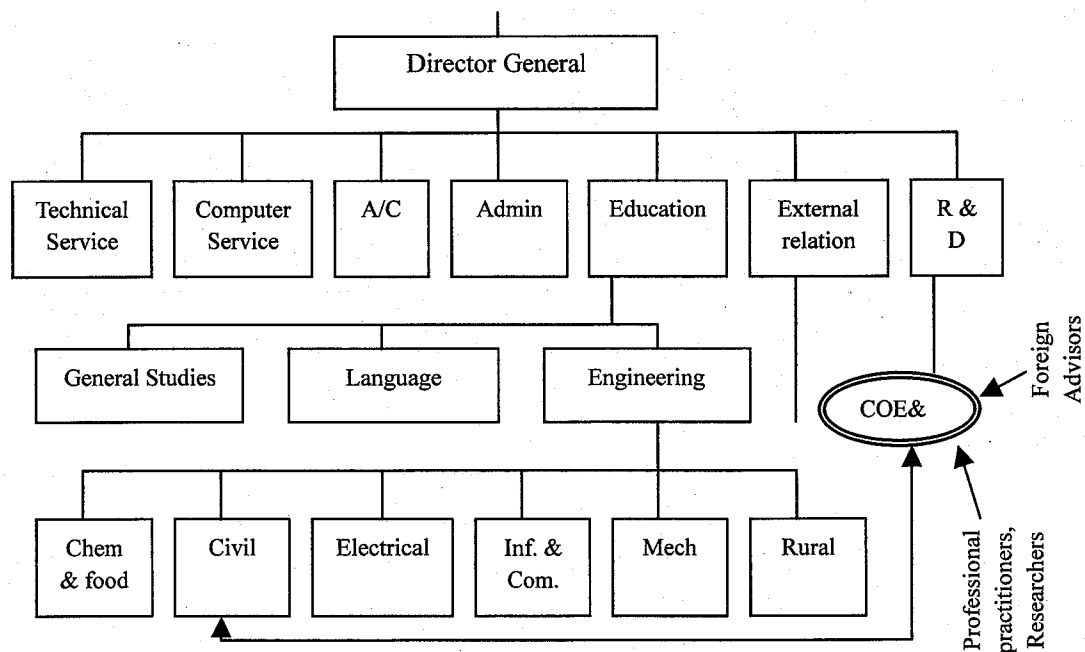 Director General
Technical
Service
Computer
Service
A/C
Admin
Education
External
relation
R &
D
General Studies
Language
Engineering
COE&
Foreign
Advisors
Chem
& food
Civil
Electrical
Inf. &
Com.
Mech
Rural
Professional
practitioners,
Researchers